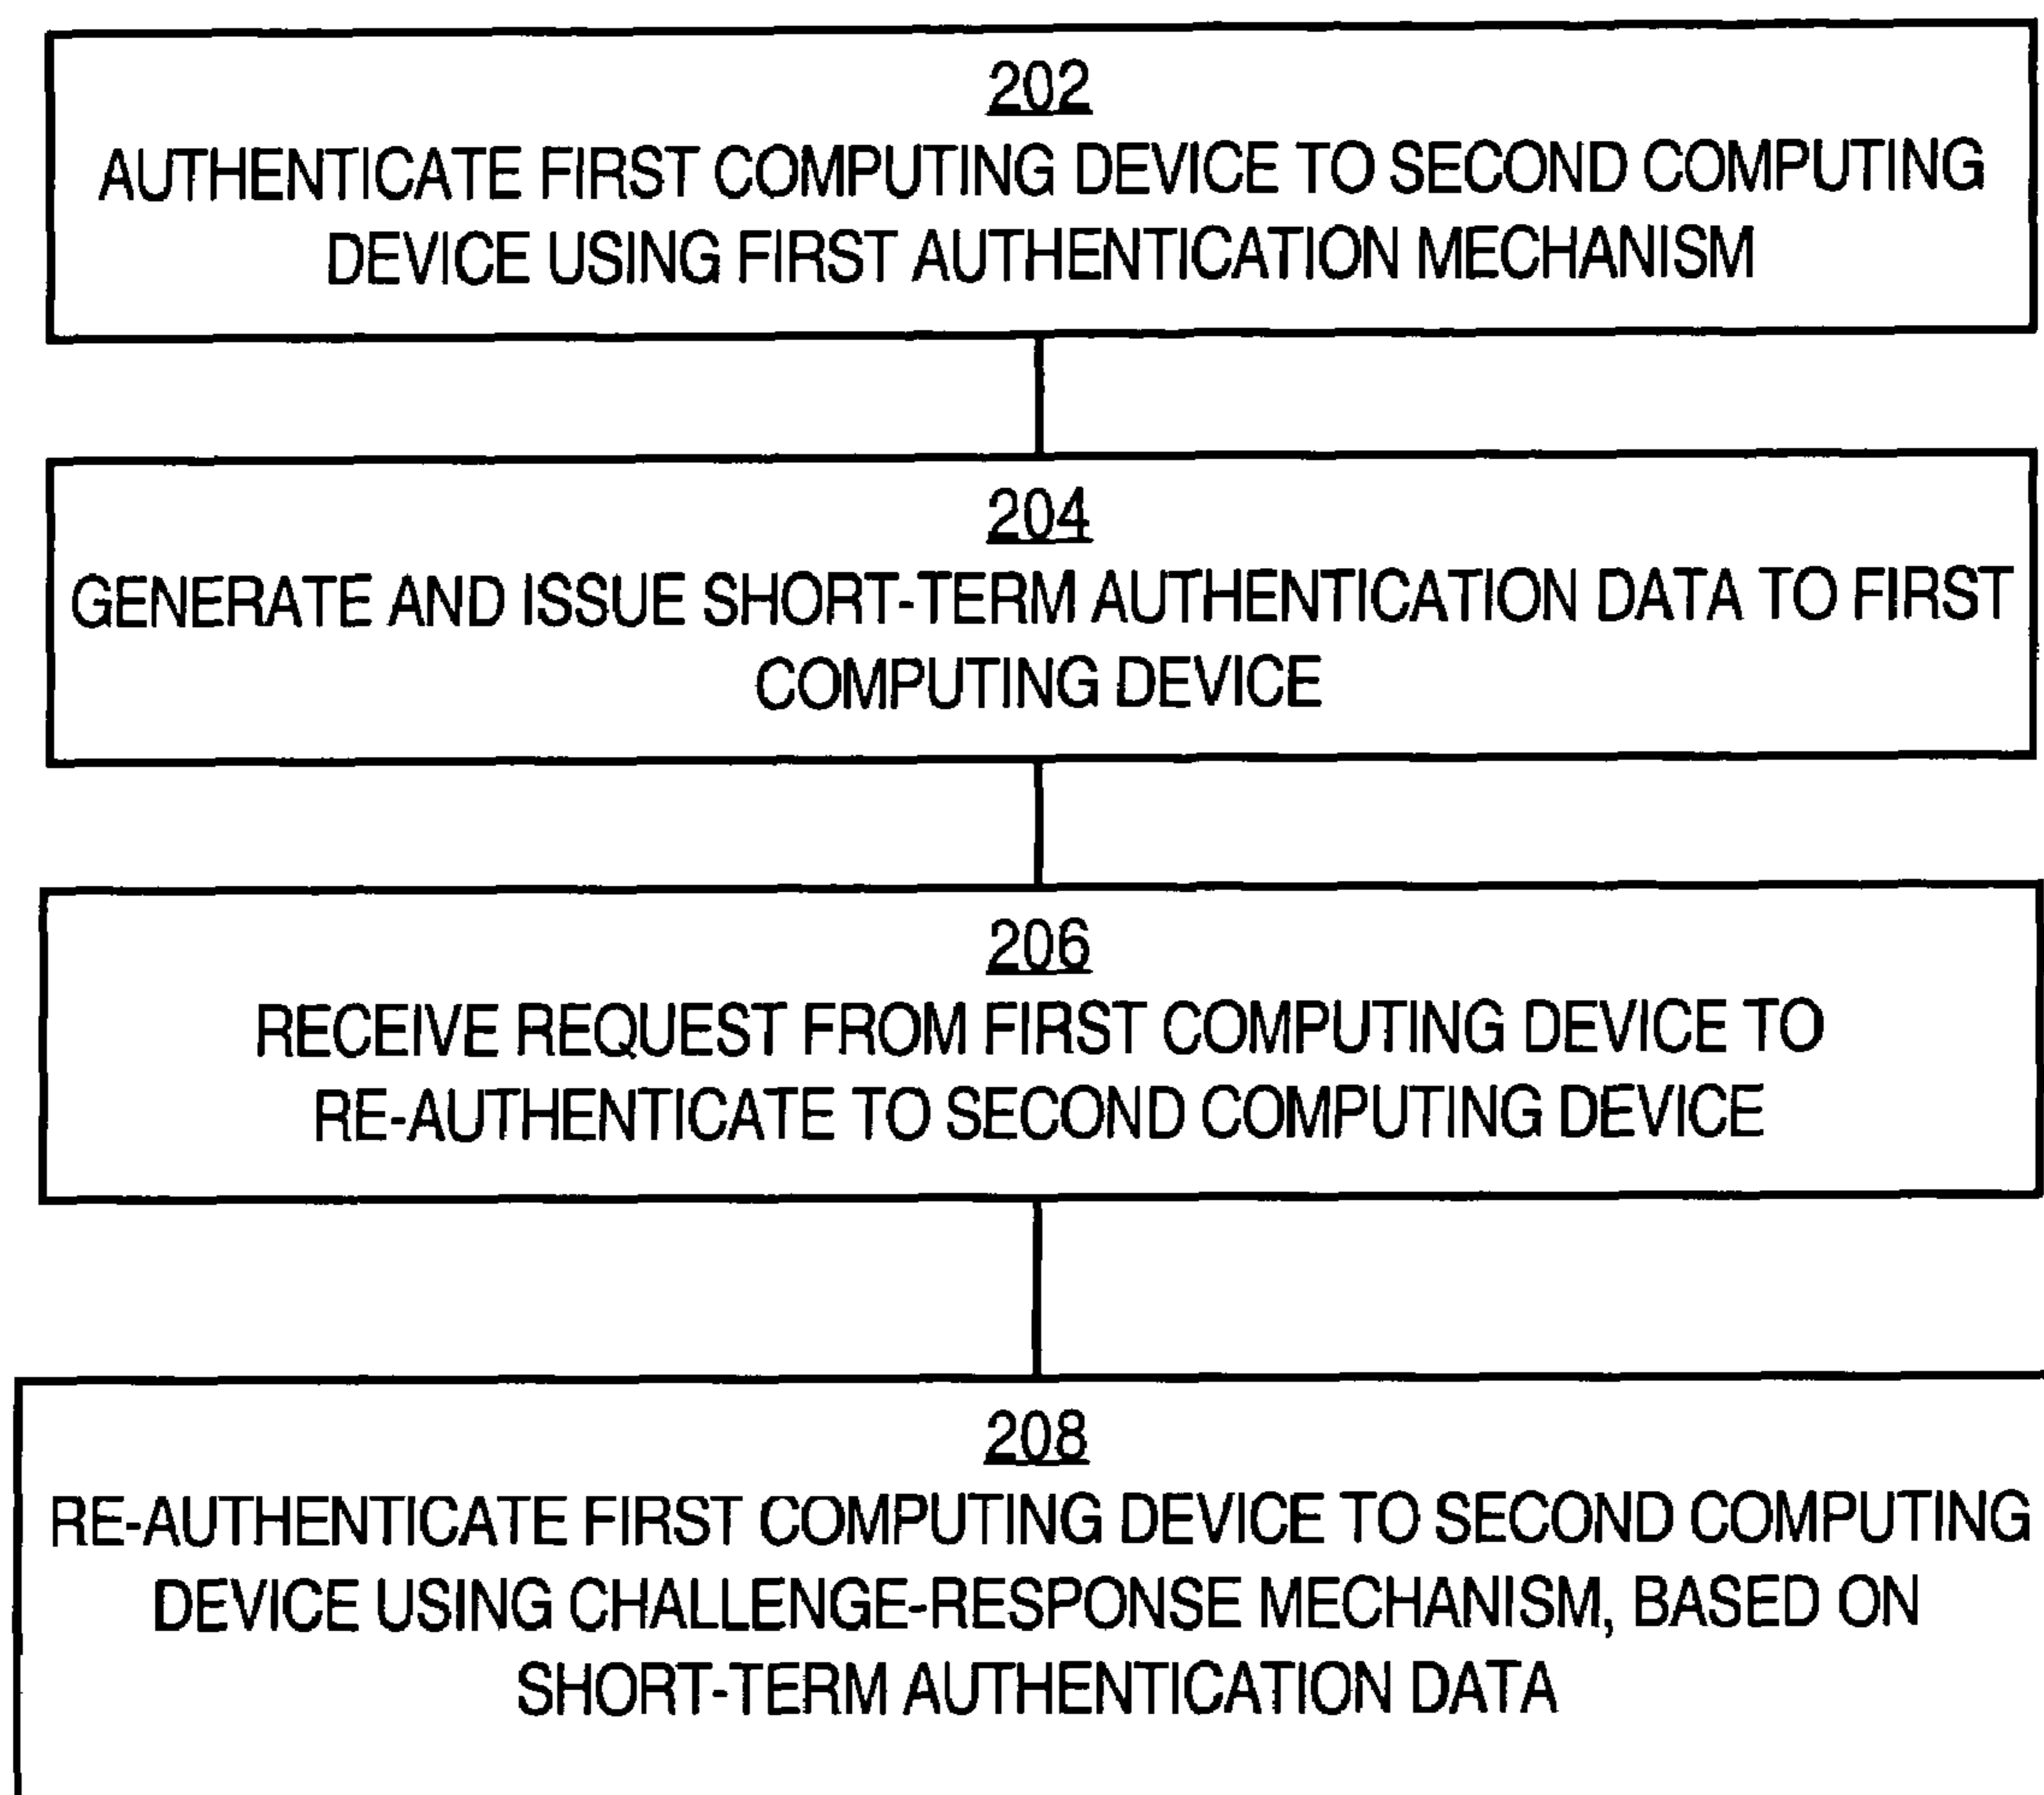 202
AUTHENTICATE FIRST COMPUTING DEVICE TO SECOND COMPUTING
DEVICE USING FIRST AUTHENTICATION MECHANISM
204
GENERATE AND ISSUE SHORT-TERM AUTHENTICATION DATA TO FIRST
COMPUTING DEVICE
206
RECEIVE REQUEST FROM FIRST COMPUTING DEVICE TO
RE-AUTHENTICATE TO SECOND COMPUTING DEVICE
208
RE-AUTHENTICATE FIRST COMPUTING DEVICE TO SECOND COMPUTING
DEVICE USING CHALLENGE-RESPONSE MECHANISM, BASED ON
SHORT-TERM AUTHENTICATION DATA